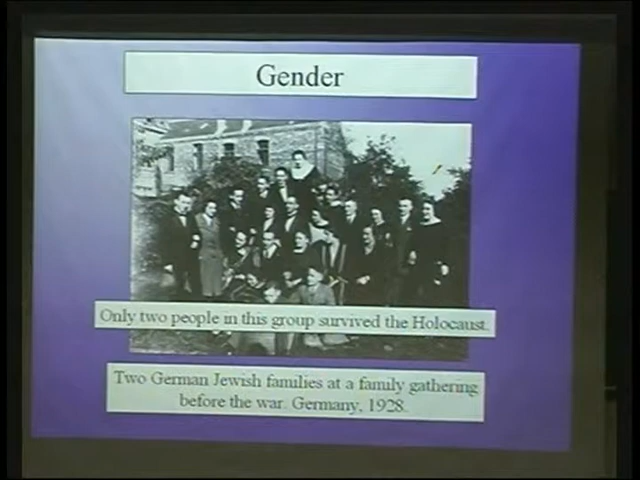 Gender
Only two people in this group survived the Holocaust.
Two German Jewish families at a family gathering
before the war. Germany, 1928.